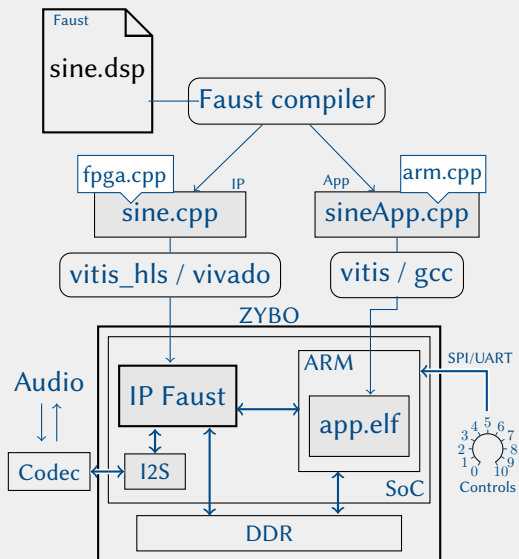 Faust
sine.dsp
Faust compiler
fpga.cpp
IP
App
arm.cpp
sine.cpp
sineApp.cpp
vitis_hls / vivado
vitis / gcc
ZYBO
ARM
SPI/UART
Audio
IP Faust
app.elf
Codec
I2S
SoC
0 1 2 3 4 5 6 7 8 9 10
Controls
DDR